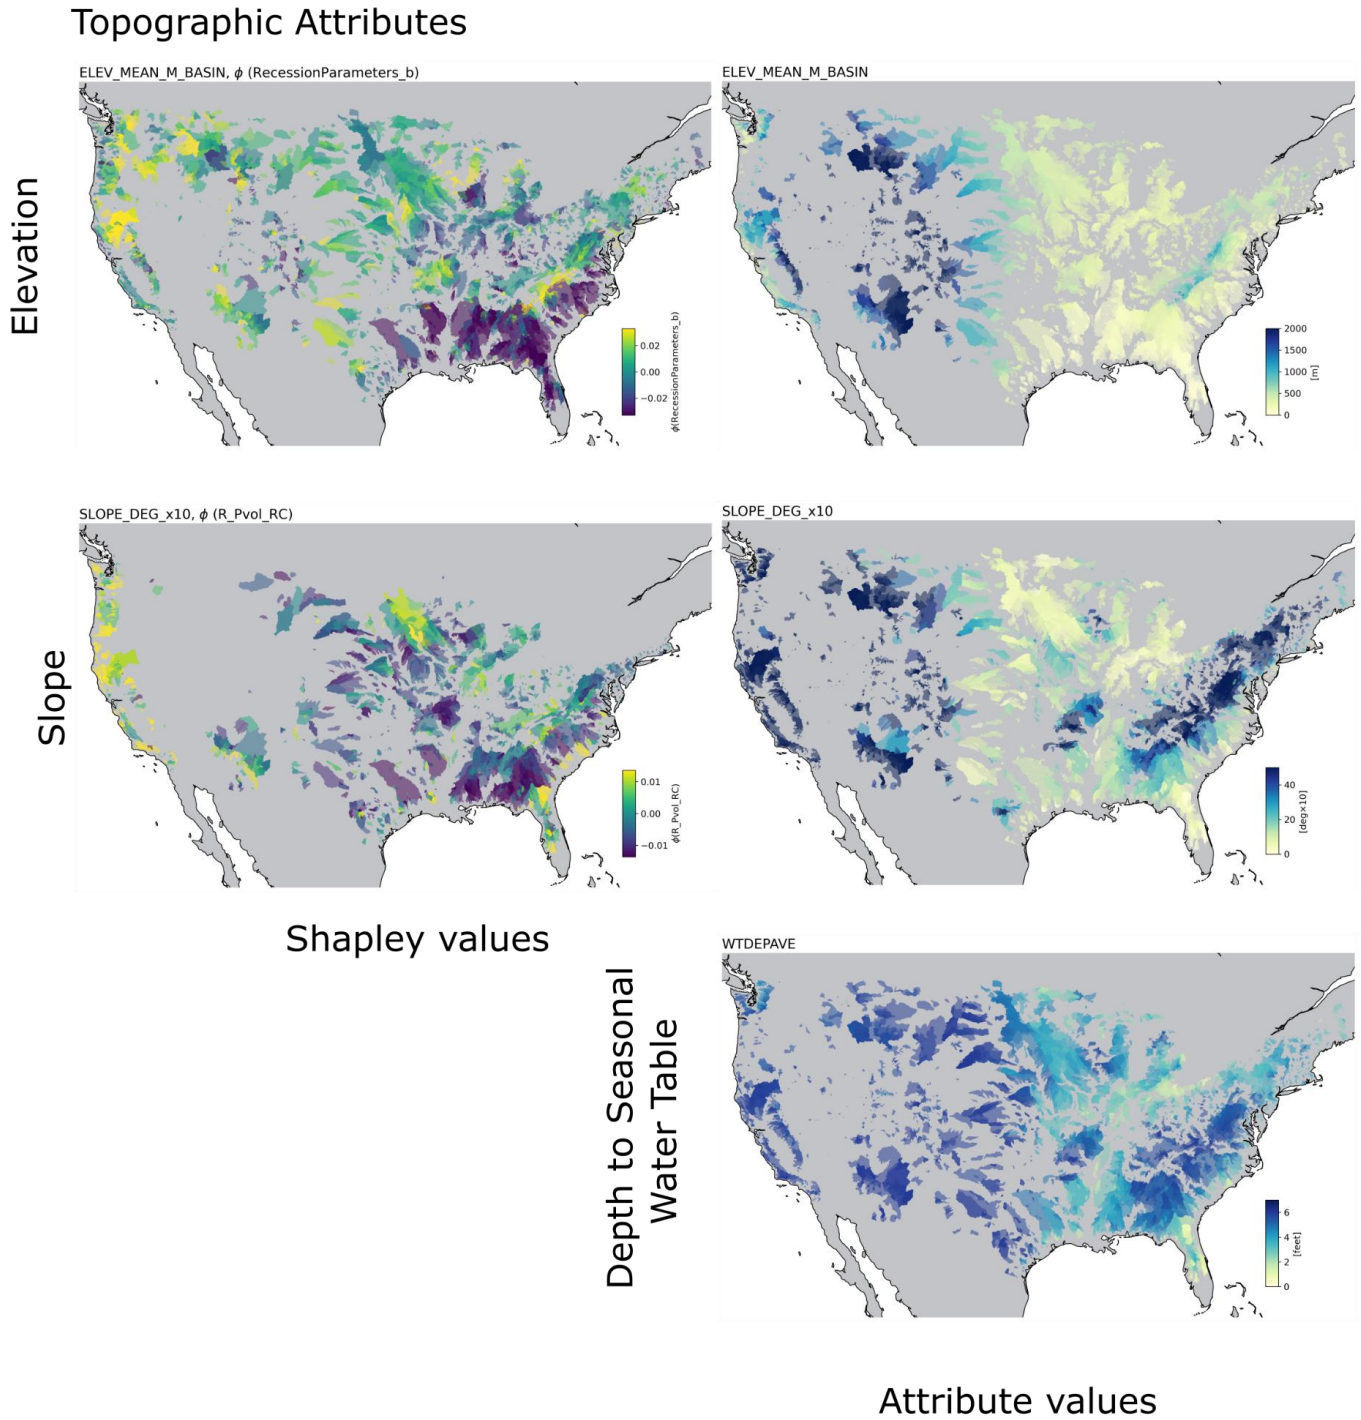 Topographic Attributes
ELEV_MEAN_M_BASIN, ϕ (RecessionParameters_b)
ELEV_MEAN_M_BASIN
Elevation
0.02
0.00
−0.02
ϕ(RecessionParameters_b)
2000
1500
1000
500
0
[m]
SLOPE_DEG_x10, ϕ (R_Pvol_RC)
SLOPE_DEG_x10
Slope
0.01
0.00
−0.01
ϕ(R_Pvol_RC)
40
20
0
[deg×10]
Shapley values
WTDEPAVE
Depth to Seasonal
Water Table
6
4
2
0
[feet]
Attribute values